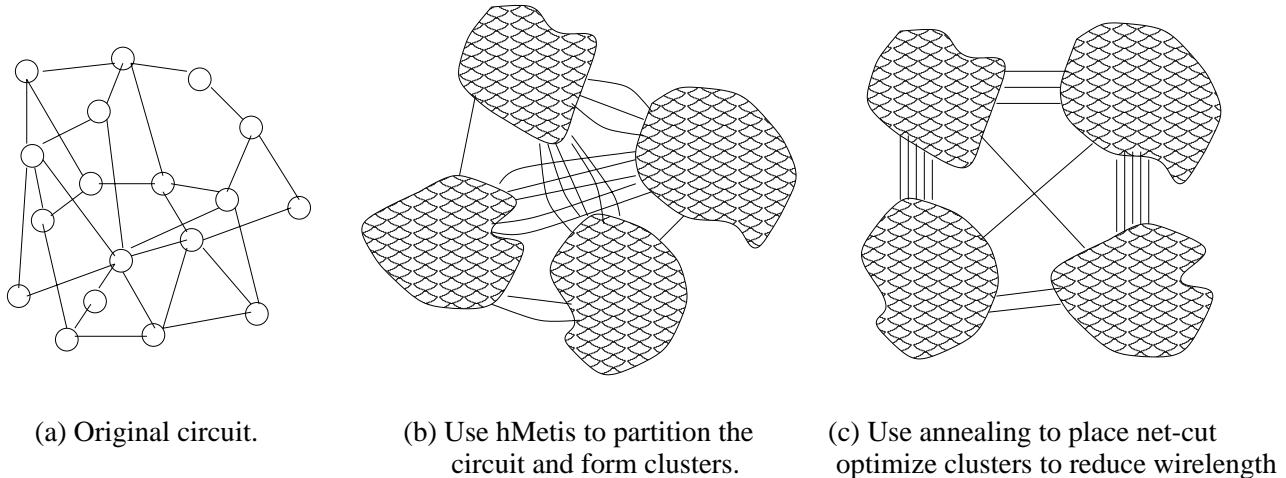 (a) Original circuit.
(b) Use hMetis to partition the
circuit and form clusters.
(c) Use annealing to place net-cut
optimize clusters to reduce wirelength